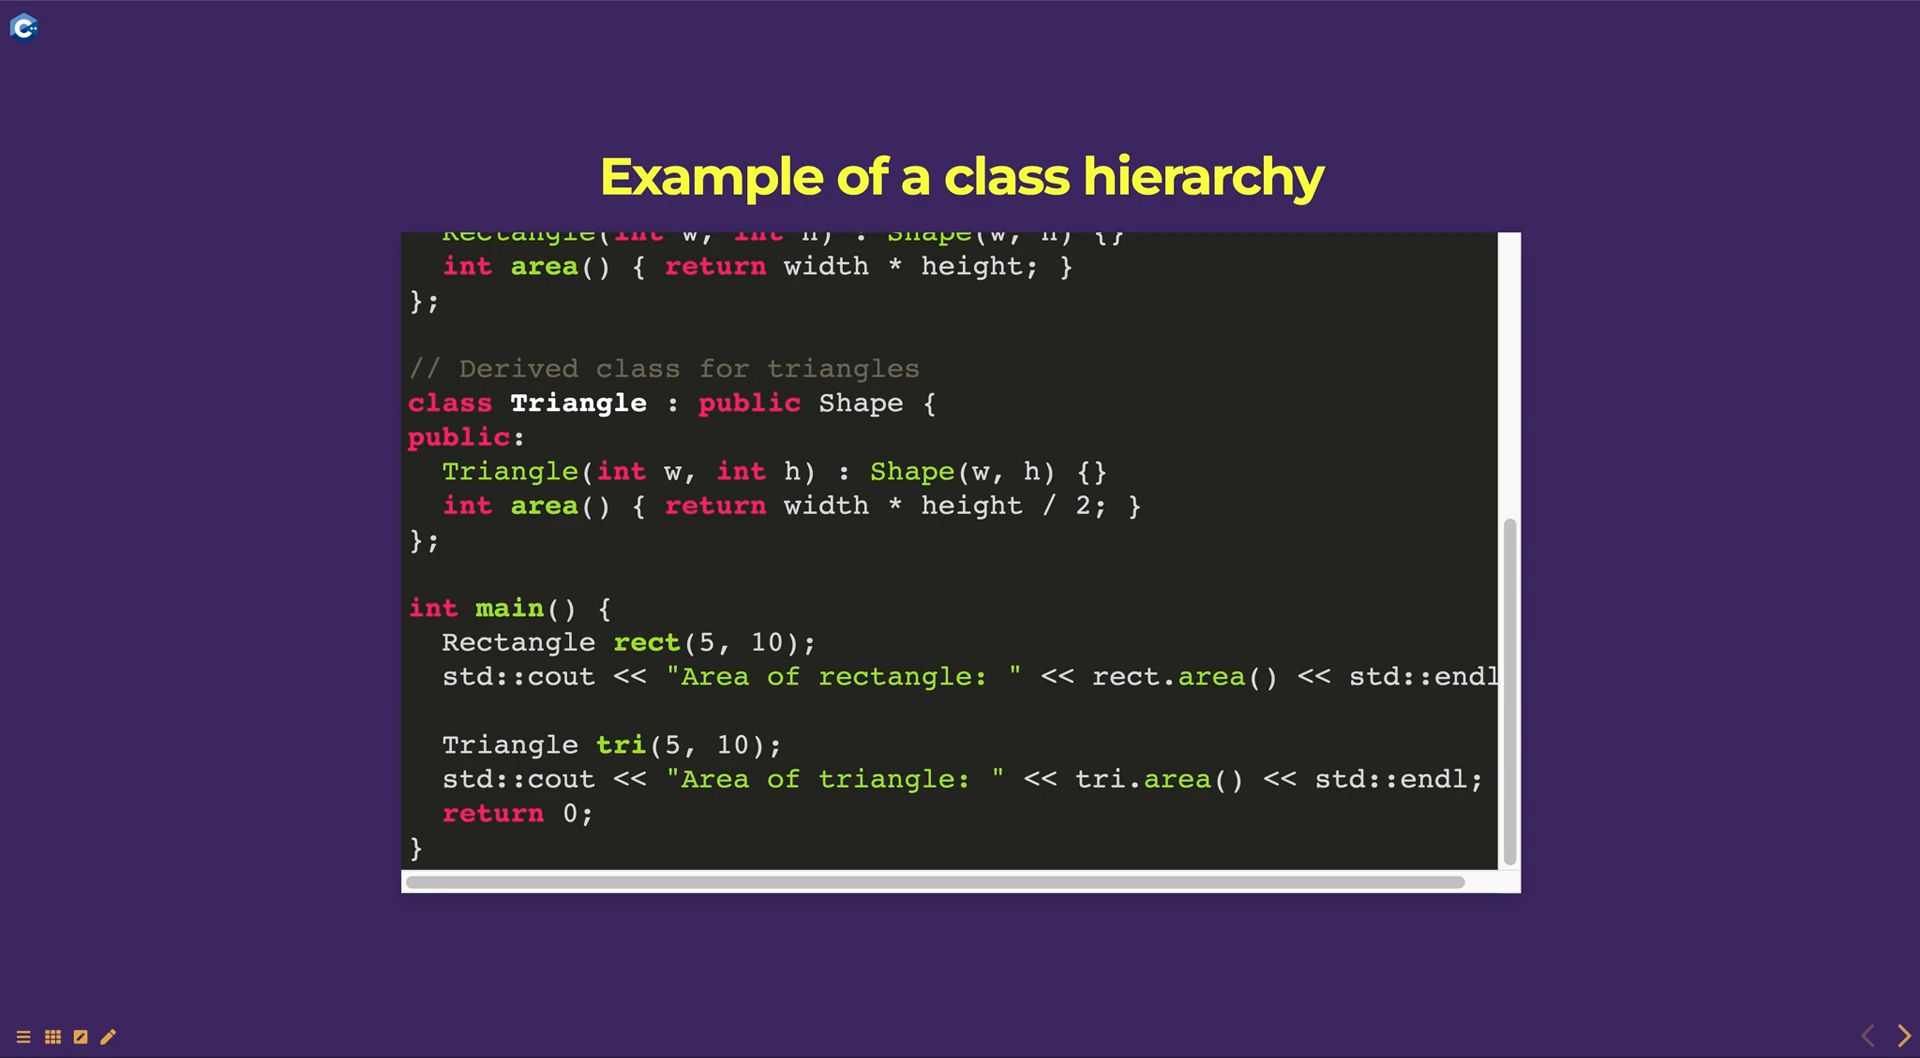 Example of a class hierarchy
  Rectangle(int w, int h) : Shape(w, h) {}
  int area() { return width * height; }
};
// Derived class for triangles
class Triangle : public Shape {
public:
  Triangle(int w, int h) : Shape(w, h) {}
  int area() { return width * height / 2; }
};
int main() {
  Rectangle rect(5, 10);
  std::cout << "Area of rectangle: " << rect.area() << std::endl
  Triangle tri(5, 10);
  std::cout << "Area of triangle: " << tri.area() << std::endl;
  return 0;
}